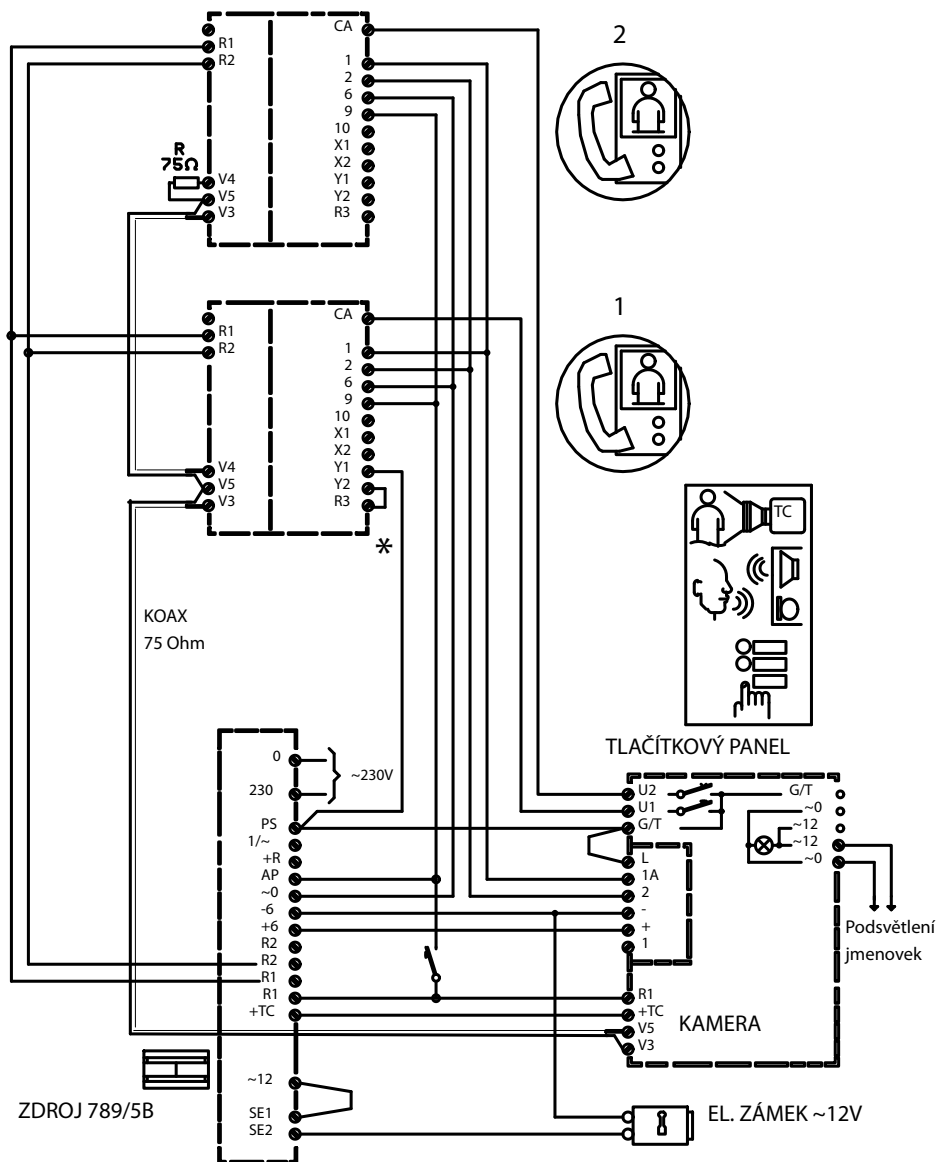 CA
R1
R2
1
2
6
9
10
X1
X2
Y1
Y2
R3
R
75Ω
V4
V5
V3
2
CA
R1
R2
1
2
6
9
10
X1
X2
Y1
Y2
R3
V4
V5
V3
*
1
KOAX
75 Ohm
TC
TLAČÍTKOVÝ PANEL
0
230
~230V
PS
1/~
+R
AP
~0
-6
+6
R2
R2
R1
R1
+TC
~12
SE1
SE2
ZDROJ 789/5B
U2
U1
G/T
L
1A
2
-
+
1
R1
+TC
V5
V3
G/T
~0
~12
~12
~0
Podsvětlení
jmenovek
KAMERA
EL. ZÁMEK ~12V